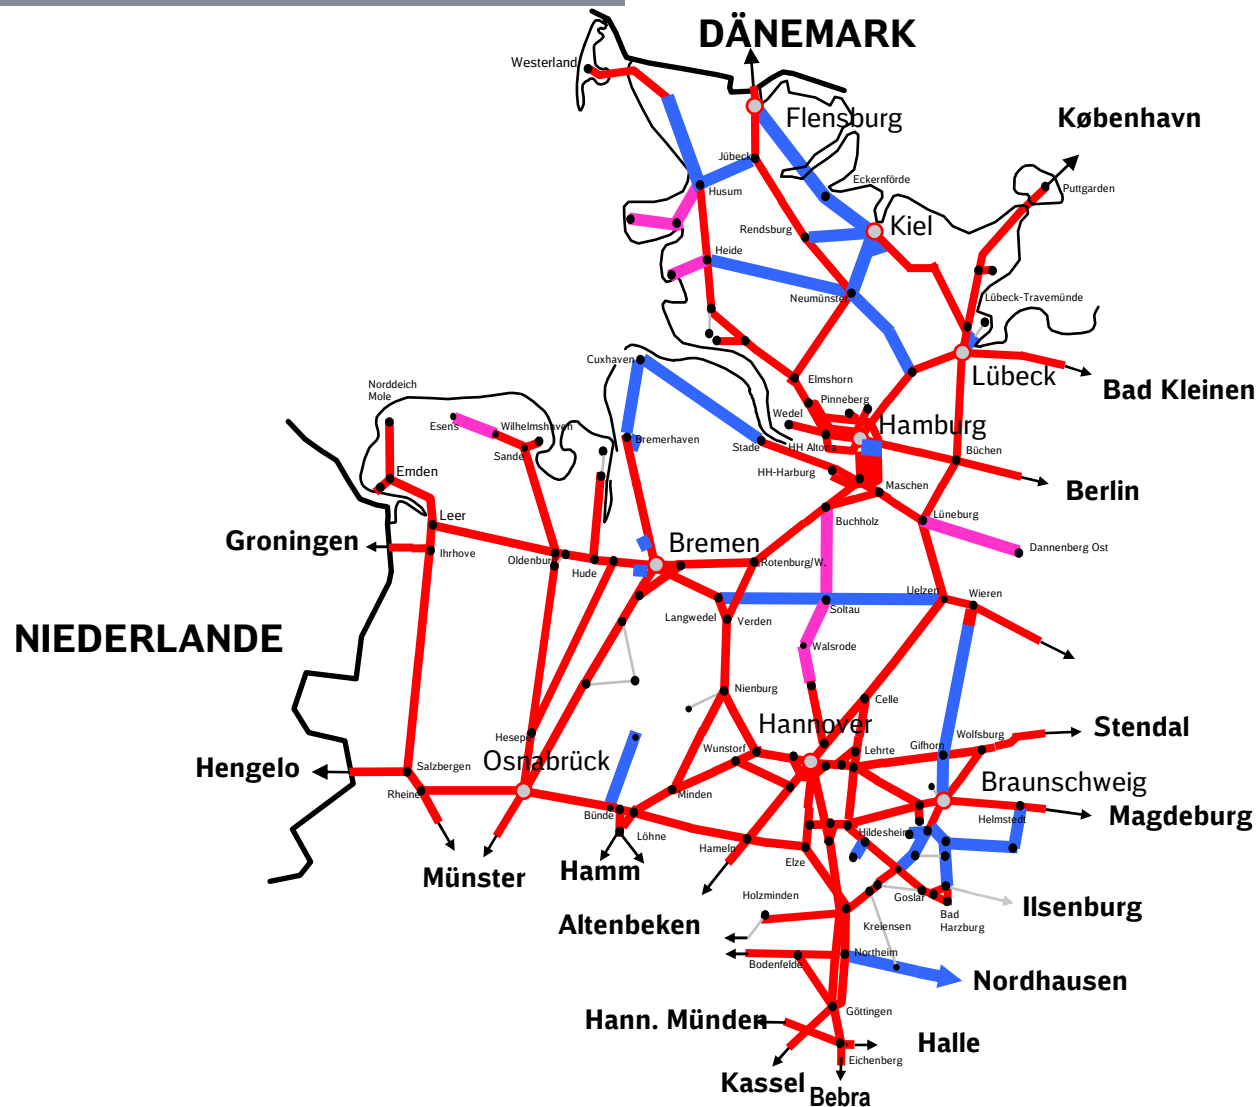 DÄNEMARK
Westerland
Flensburg
København
Jübeck
Eckernförde
Puttgarden
Husum
Rendsburg
Kiel
Heide
Neumünster
Lübeck-Travemünde
Cuxhaven
Elmshorn
Lübeck
Norddeich
Mole
Pinneberg
Bad Kleinen
Wedel
Esens
Wilhelmshaven
Hamburg
Bremerhaven
Stade
HH Altona
Sande
Büchen
Emden
HH-Harburg
Maschen
Berlin
Leer
Buchholz
Lüneburg
Groningen
Bremen
Ihrhove
Oldenburg
Hude
Rotenburg/W.
Dannenberg Ost
Uelzen
Wieren
Langwedel
Verden
Soltau
NIEDERLANDE
Walsrode
Nienburg
Celle
Hannover
Stendal
Hesepe
Wunstorf
Lehrte
Gifhorn
Wolfsburg
Osnabrück
Hengelo
Salzbergen
Braunschweig
Rheine
Minden
Bünde
Helmstedt
Magdeburg
Löhne
Hildesheim
Hameln
Elze
Münster
Hamm
Holzminden
Goslar
Ilsenburg
Altenbeken
Kreiensen
Bad
Harzburg
Northeim
Bodenfelde
Nordhausen
Göttingen
Hann. Münden
Halle
Eichenberg
Kassel
Bebra